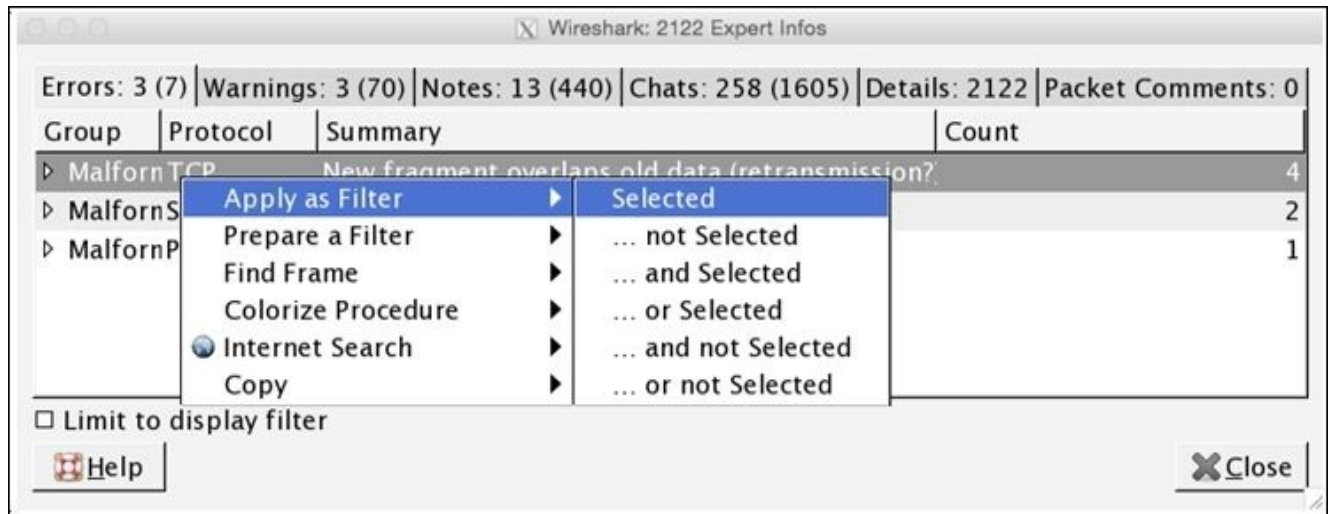 Wireshark: 2122 Expert Infos
Errors: 3 (7) Warnings: 3 (70) Notes: 13 (440) Chats: 258 (1605) Details: 2122 Packet Comments: 0
Group Protocol Summary Count
Malforn TCP New fragment overlaps old data (retransmission?) 4
Malforn S 2
Malforn P 1
Apply as Filter
Prepare a Filter
Find Frame
Colorize Procedure
Internet Search
Copy
Selected
... not Selected
... and Selected
... or Selected
... and not Selected
... or not Selected
Limit to display filter
Help Close